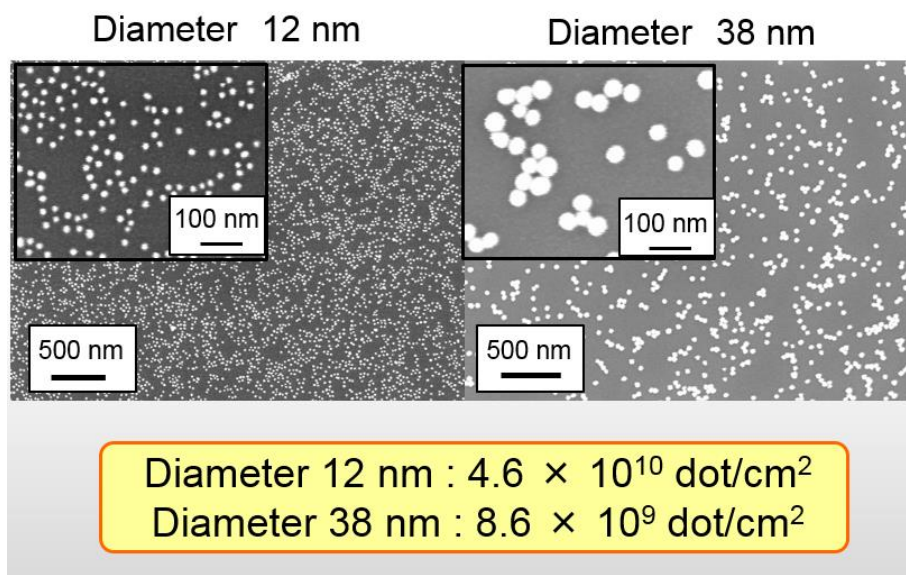 Diameter 12 nm
Diameter 38 nm
100 nm
100 nm
500 nm
500 nm
Diameter 12 nm : 4.6 × 10¹⁰ dot/cm²
Diameter 38 nm : 8.6 × 10⁹ dot/cm²